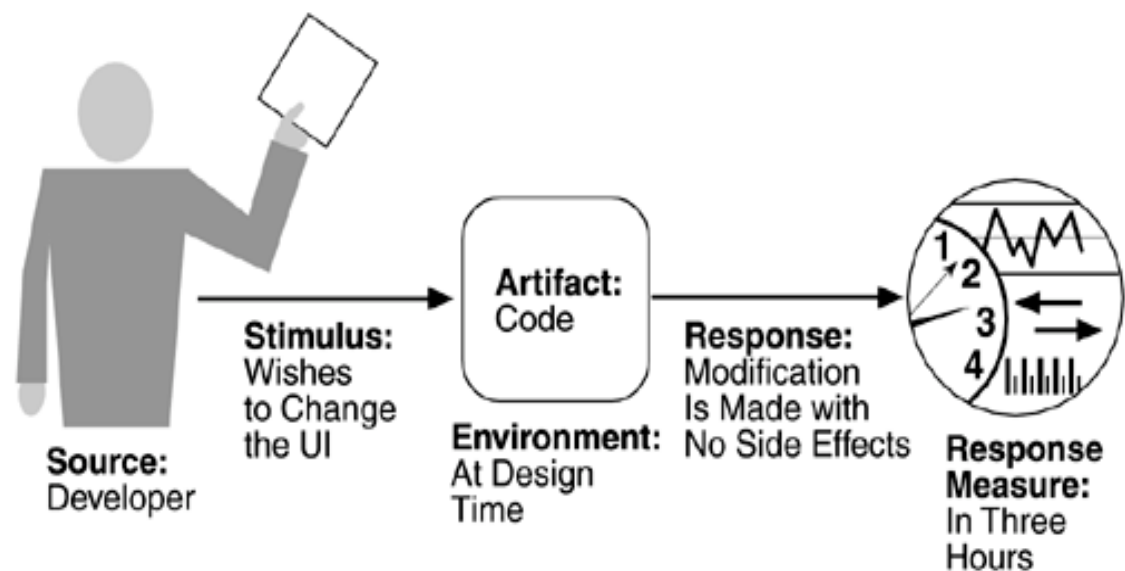 Source:
Developer
Stimulus:
Wishes
to Change
the UI
Artifact:
Code
Environment:
At Design
Time
Response:
Modification
Is Made with
No Side Effects
1
2
3
4
Response
Measure:
In Three
Hours